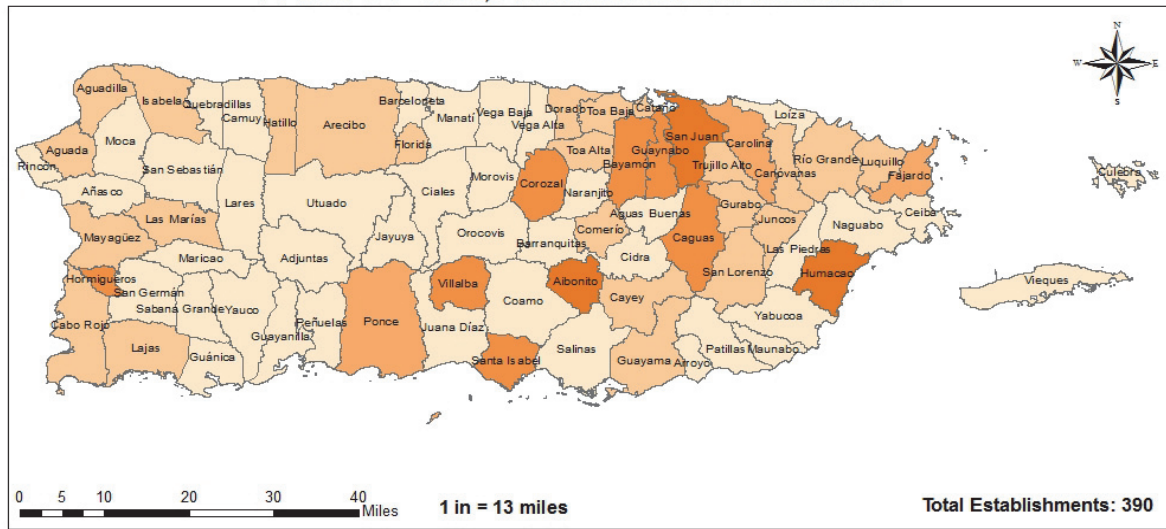 N
W E
S
Aguadilla
Isabela
Quebradillas
Camuy
Hatillo
Arecibo
Barceloneta
Manatí
Vega Baja
Vega Alta
Dorado
Toa Baja
Cataño
San Juan
Loíza
Carolina
Río Grande
Luquillo
Fajardo
Culebra
Aguada
Moca
Rincón
Añasco
San Sebastián
Florida
Toa Alta
Bayamón
Guaynabo
Trujillo Alto
Canóvanas
Lares
Utuado
Ciales
Morovis
Corozal
Naranjito
Aguas Buenas
Gurabo
Juncos
Ceiba
Naguabo
Las Marías
Mayagüez
Maricao
Adjuntas
Jayuya
Orocovis
Barranquitas
Comerío
Cidra
Caguas
San Lorenzo
Las Piedras
Humacao
Vieques
Hormigueros
San Germán
Sabana
Grande
Yauco
Guayanilla
Peñuelas
Ponce
Villalba
Juana Díaz
Coamo
Aibonito
Cayey
Yabucoa
Cabo Rojo
Lajas
Guánica
Santa Isabel
Salinas
Guayama
Arroyo
Patillas
Maunabo
0 5 10 20 30 40
Miles
1 in = 13 miles
Total Establishments: 390